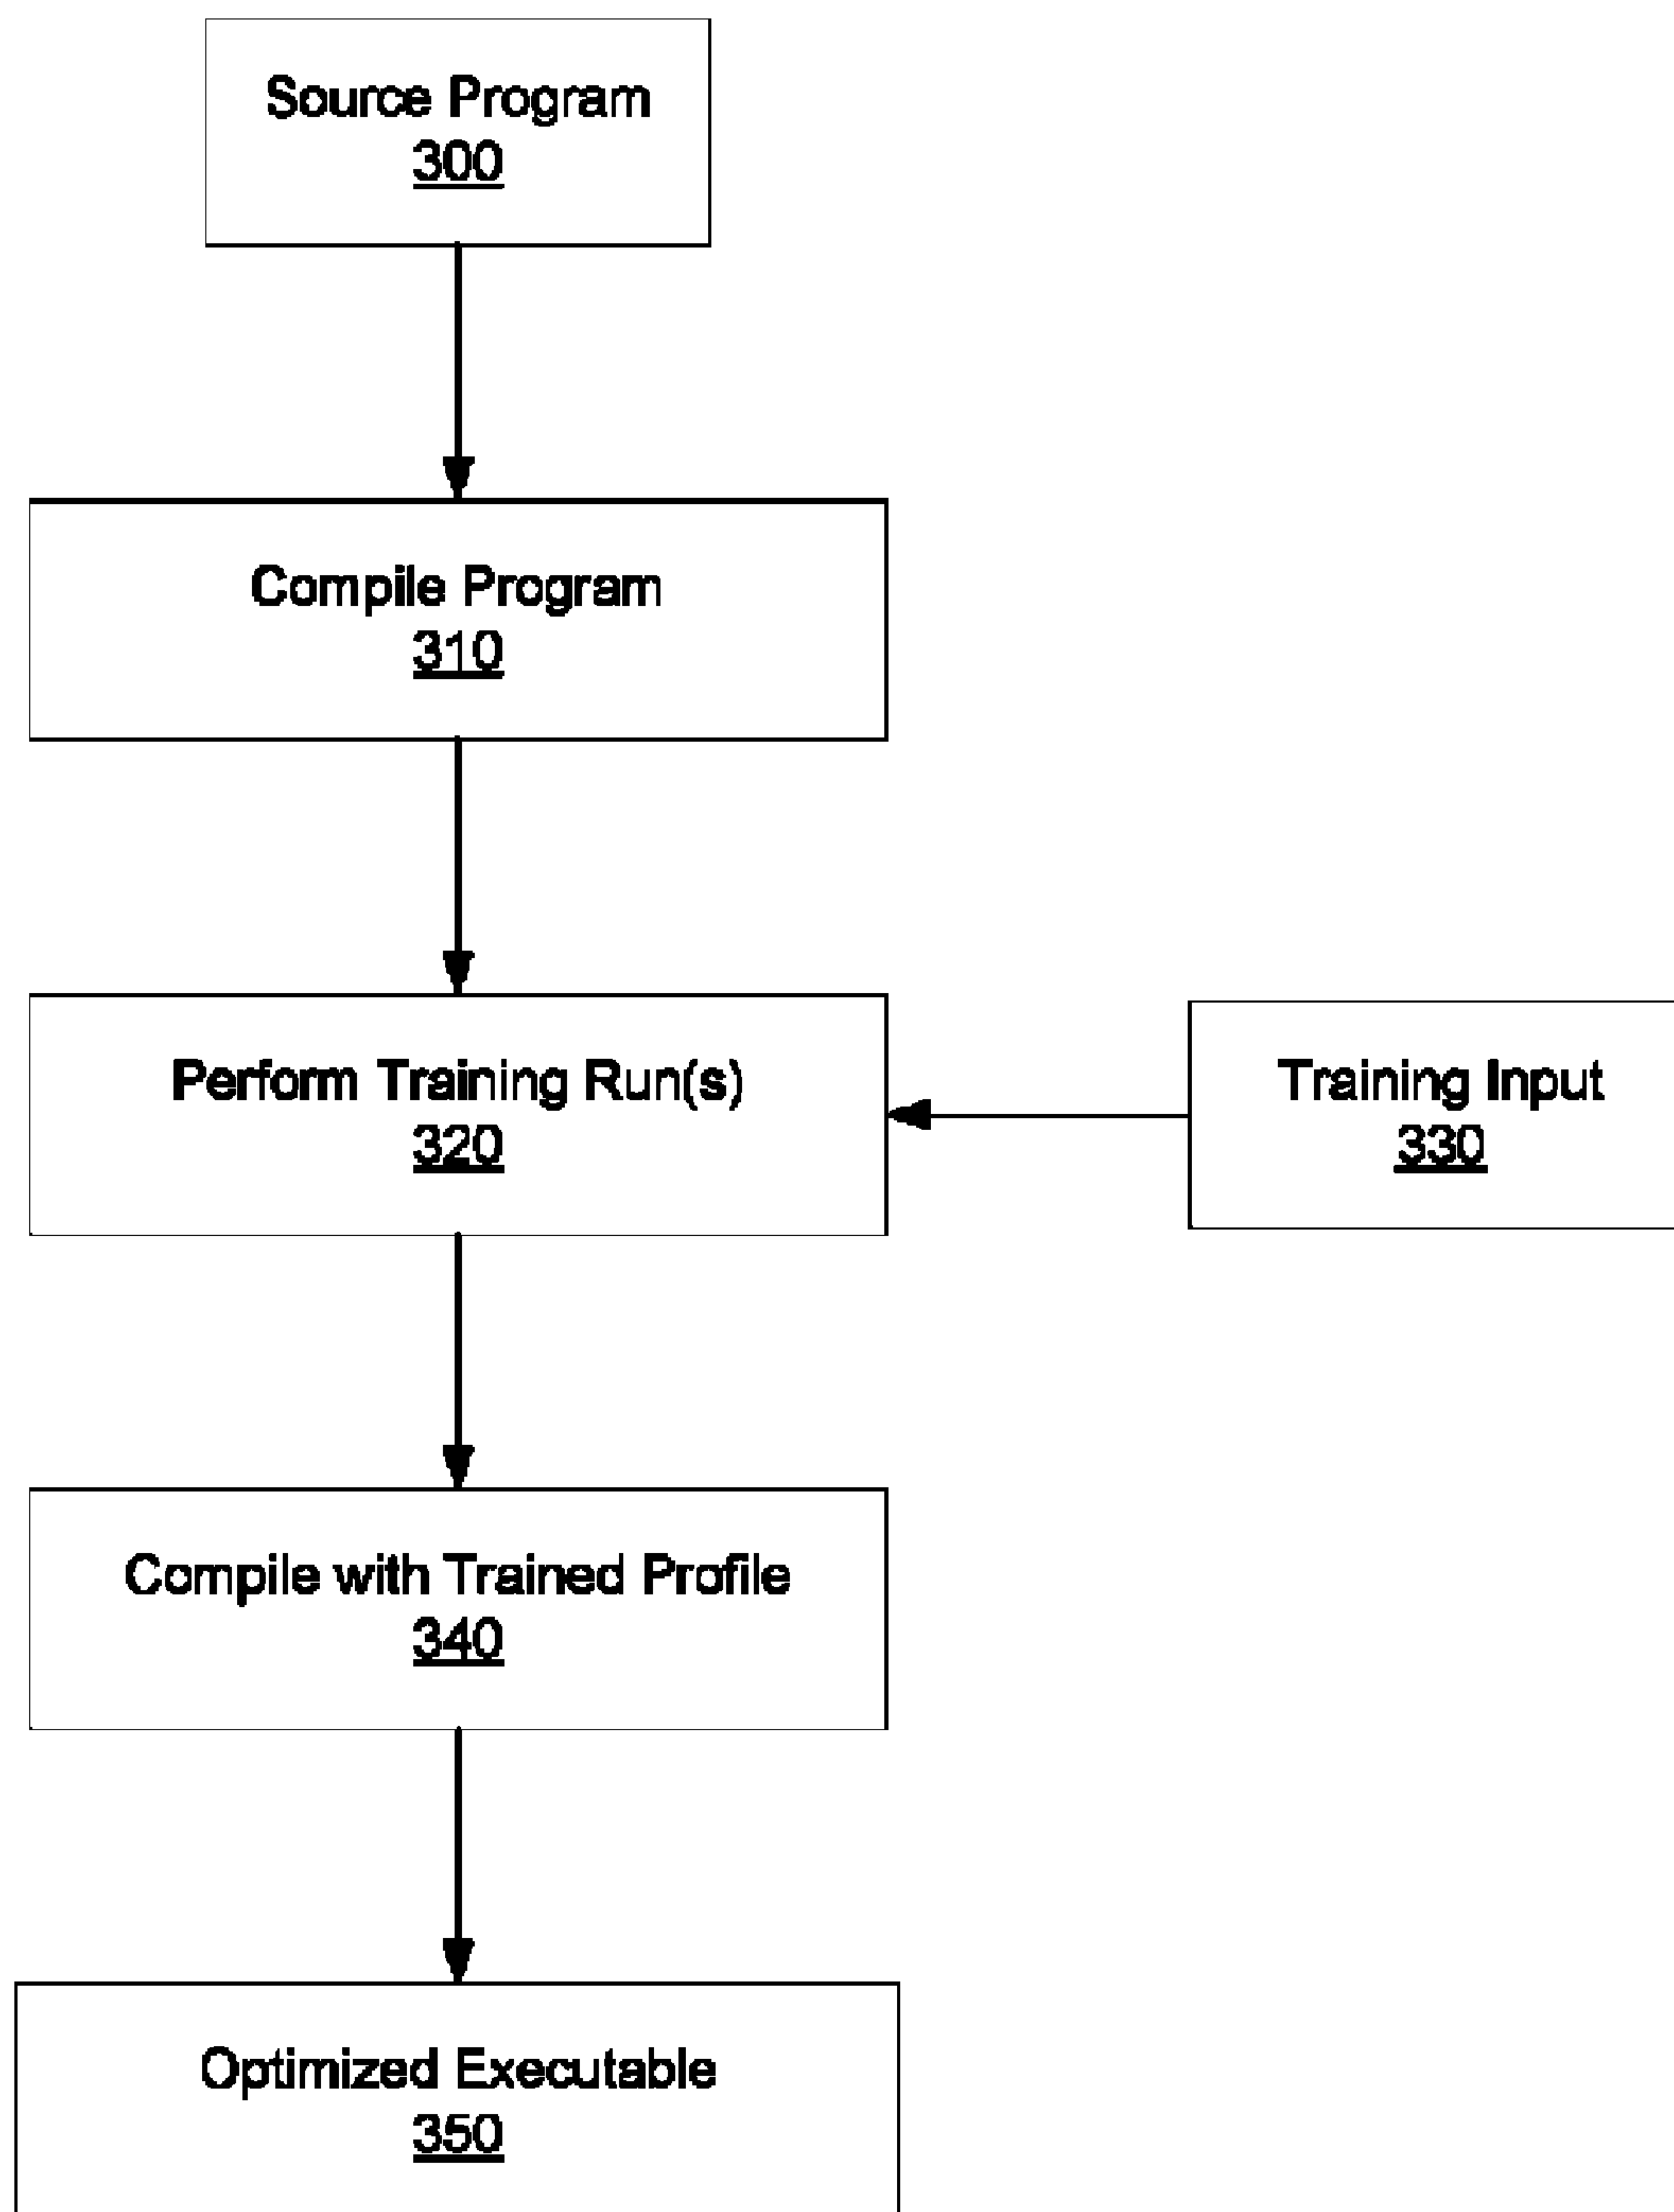 Source Program
300
Compile Program
310
Perform Training Run(s)
320
Training Input
330
Compile with Trained Profile
340
Optimized Executable
350